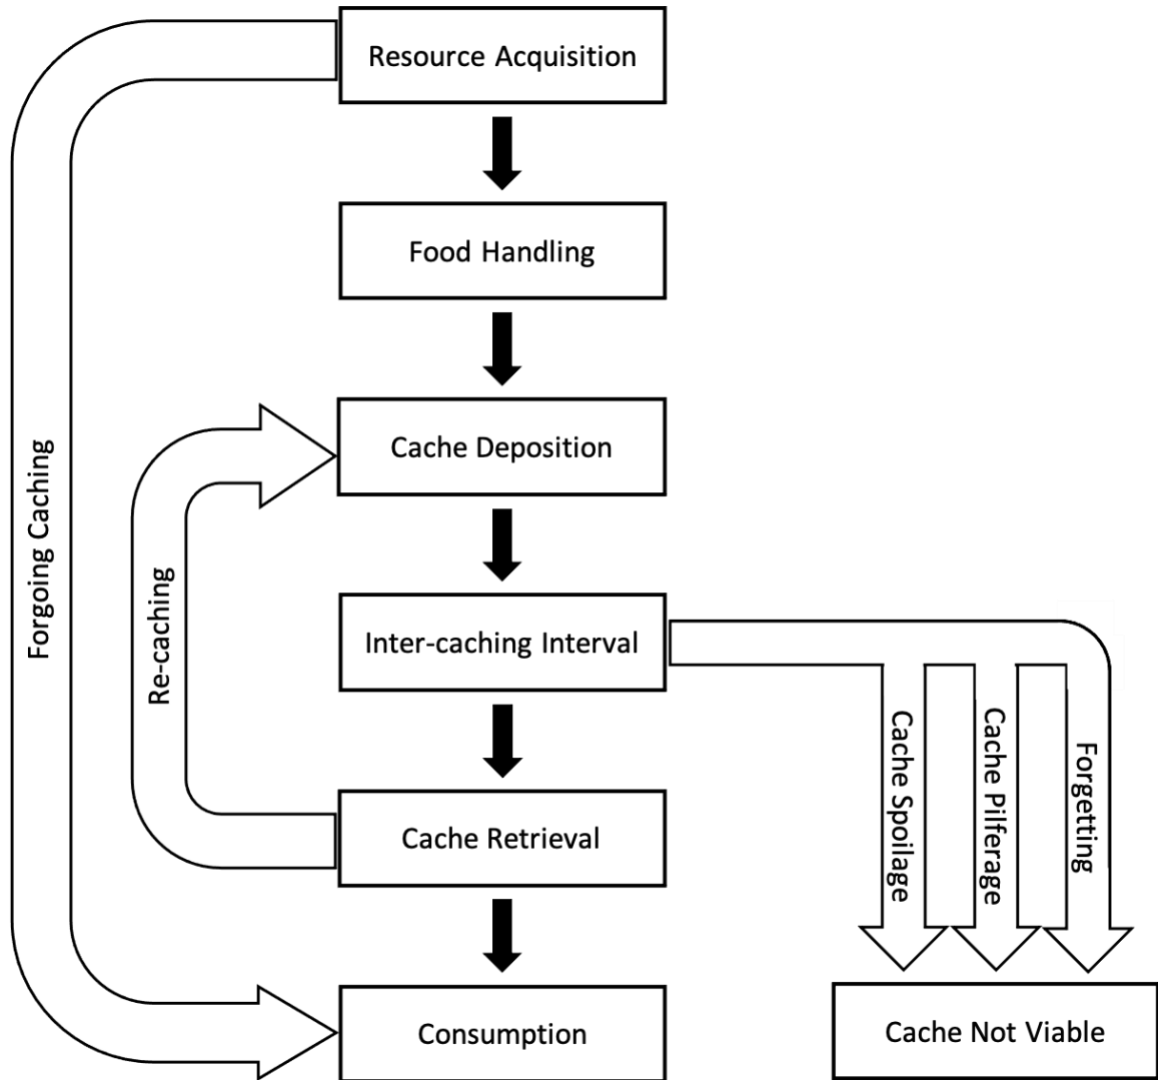 Resource Acquisition
Food Handling
Cache Deposition
Inter-caching Interval
Cache Retrieval
Consumption
Forgoing Caching
Re-caching
Cache Spoilage
Cache Pilferage
Forgetting
Cache Not Viable